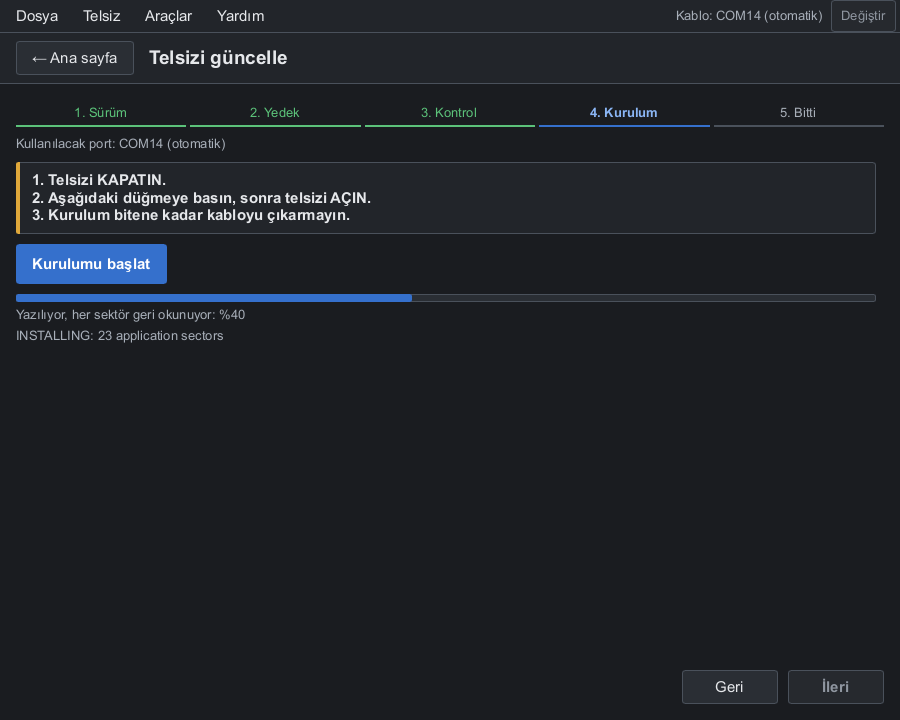 Dosya Telsiz Araçlar Yardım Kablo: COM14 (otomatik) Değiştir
← Ana sayfa Telsizi güncelle
1. Sürüm 2. Yedek 3. Kontrol 4. Kurulum 5. Bitti
Kullanılacak port: COM14 (otomatik)
1. Telsizi KAPATIN.
2. Aşağıdaki düğmeye basın, sonra telsizi AÇIN.
3. Kurulum bitene kadar kabloyu çıkarmayın.
Kurulumu başlat
Yazılıyor, her sektör geri okunuyor: %40
INSTALLING: 23 application sectors
Geri İleri